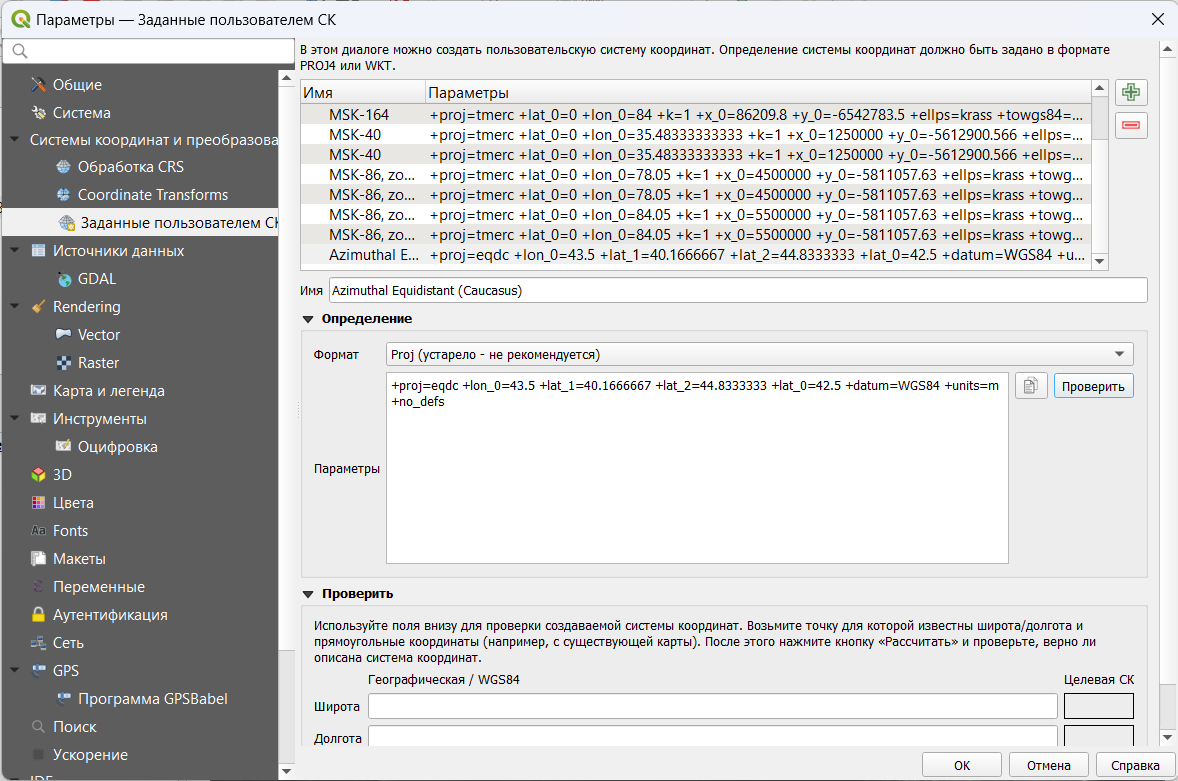 Параметры — Заданные пользователем СК
В этом диалоге можно создать пользовательскую систему координат. Определение системы координат должно быть задано в формате
PROJ4 или WKT.
Общие
Система
Системы координат и преобразова
Обработка CRS
Coordinate Transforms
Заданные пользователем СК
Источники данных
GDAL
Rendering
Vector
Raster
Карта и легенда
Инструменты
Оцифровка
3D
Цвета
Fonts
Макеты
Переменные
Аутентификация
Сеть
GPS
Программа GPSBabel
Поиск
Ускорение
IDE
Имя Параметры
MSK-164 +proj=tmerc +lat_0=0 +lon_0=84 +k=1 +x_0=86209.8 +y_0=-6542783.5 +ellps=krass +towgs84=...
MSK-40 +proj=tmerc +lat_0=0 +lon_0=35.48333333333 +k=1 +x_0=1250000 +y_0=-5612900.566 +ellps=...
MSK-40 +proj=tmerc +lat_0=0 +lon_0=35.48333333333 +k=1 +x_0=1250000 +y_0=-5612900.566 +ellps=...
MSK-86, zo... +proj=tmerc +lat_0=0 +lon_0=78.05 +k=1 +x_0=4500000 +y_0=-5811057.63 +ellps=krass +towg...
MSK-86, zo... +proj=tmerc +lat_0=0 +lon_0=78.05 +k=1 +x_0=4500000 +y_0=-5811057.63 +ellps=krass +towg...
MSK-86, zo... +proj=tmerc +lat_0=0 +lon_0=84.05 +k=1 +x_0=5500000 +y_0=-5811057.63 +ellps=krass +towg...
MSK-86, zo... +proj=tmerc +lat_0=0 +lon_0=84.05 +k=1 +x_0=5500000 +y_0=-5811057.63 +ellps=krass +towg...
Azimuthal E... +proj=eqdc +lon_0=43.5 +lat_1=40.1666667 +lat_2=44.8333333 +lat_0=42.5 +datum=WGS84 +u...
Имя Azimuthal Equidistant (Caucasus)
Определение
Формат Proj (устарело - не рекомендуется)
+proj=eqdc +lon_0=43.5 +lat_1=40.1666667 +lat_2=44.8333333 +lat_0=42.5 +datum=WGS84 +units=m
+no_defs
Проверить
Параметры
Проверить
Используйте поля внизу для проверки создаваемой системы координат. Возьмите точку для которой известны широта/долгота и
прямоугольные координаты (например, с существующей карты). После этого нажмите кнопку «Рассчитать» и проверьте, верно ли
описана система координат.
Географическая / WGS84 Целевая СК
Широта
Долгота
OK Отмена Справка